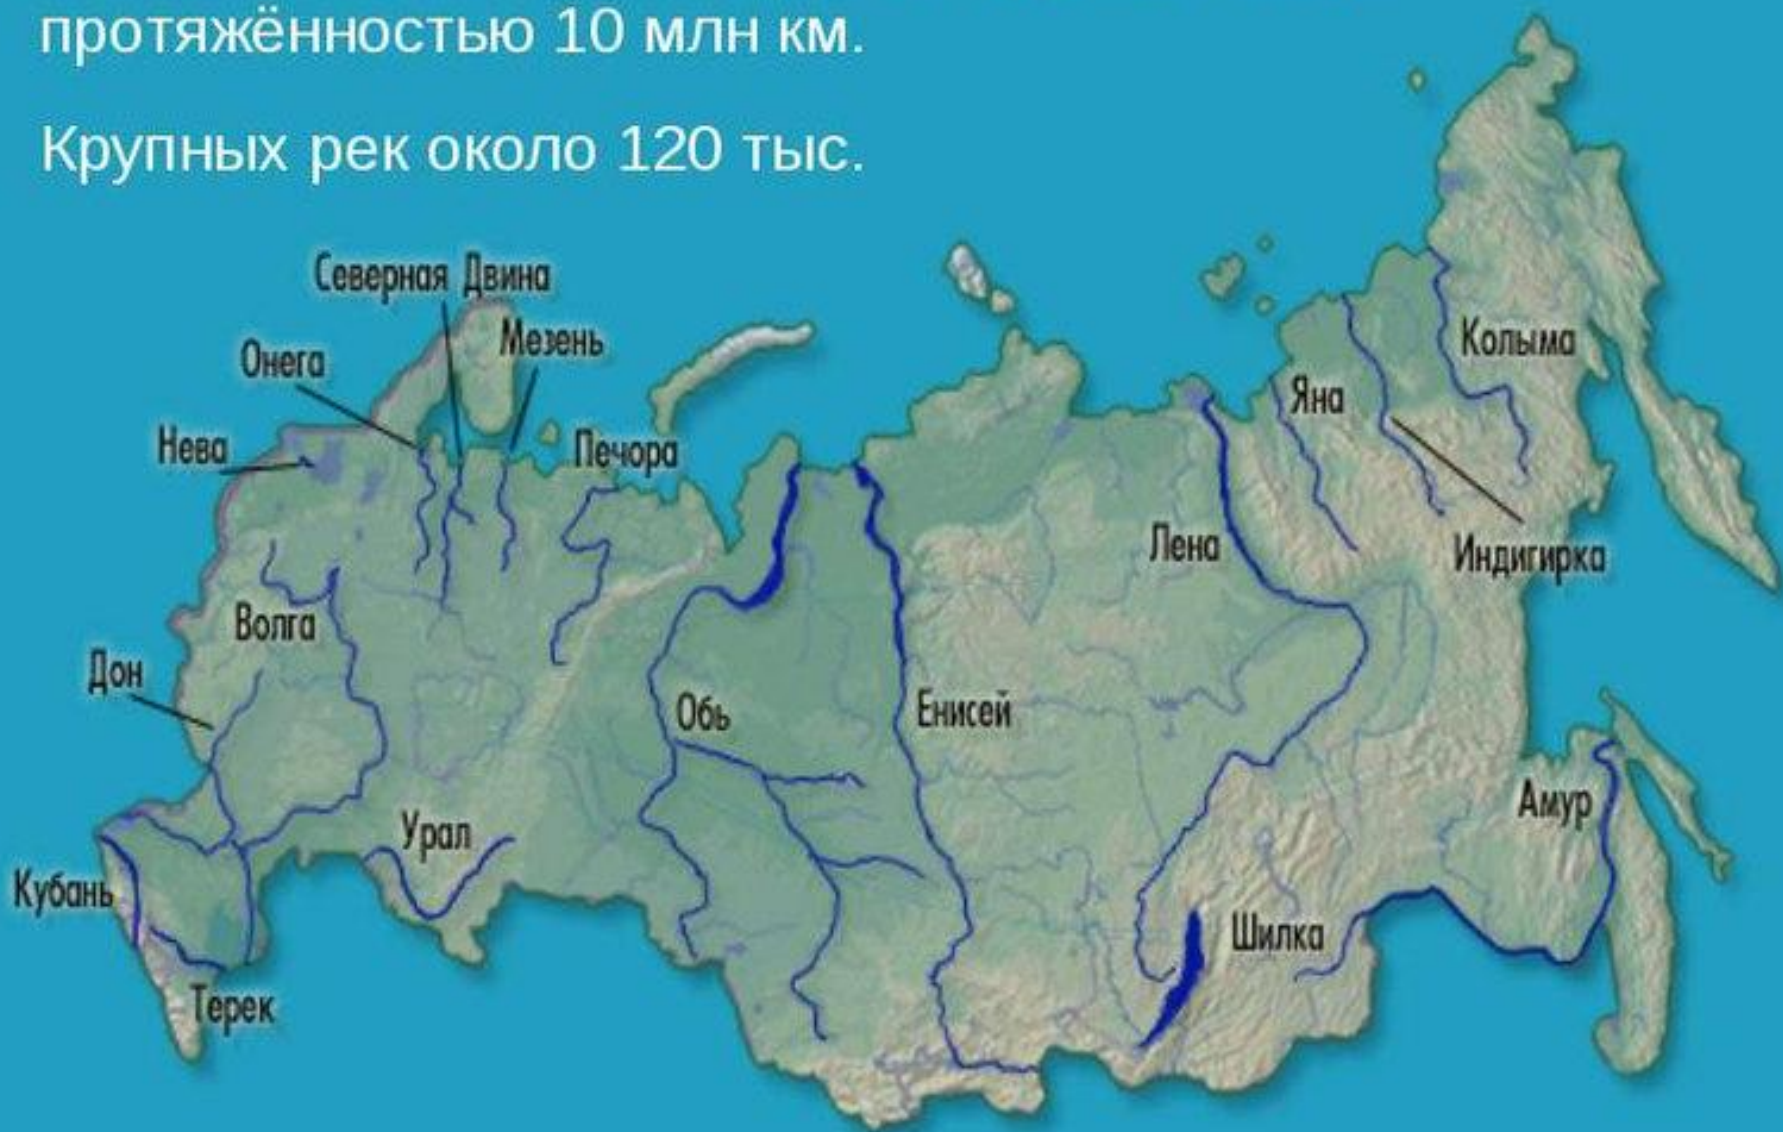 протяжённостью 10 млн км.
Крупных рек около 120 тыс.
Северная Двина
Мезень
Онега
Нева
Печора
Колыма
Яна
Лена
Индигирка
Волга
Дон
Обь
Енисей
Амур
Урал
Кубань
Шилка
Терек